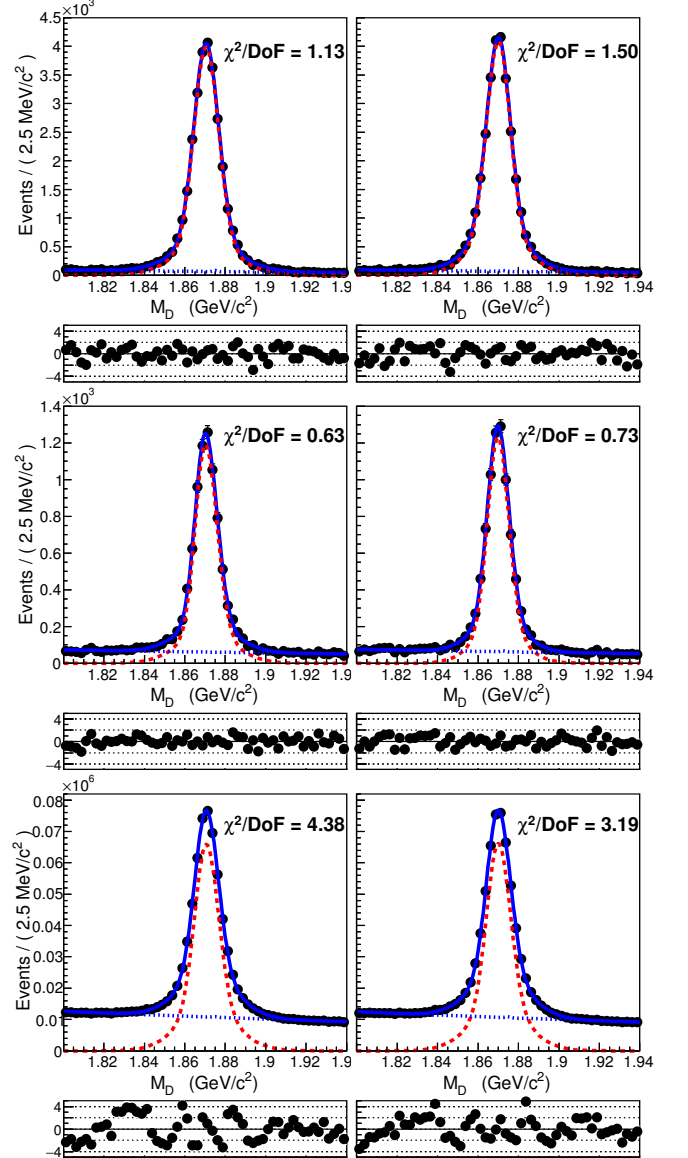 ×10³
4.5
4
3.5
3
2.5
2
1.5
1
0.5
0
Events / ( 2.5 MeV/c²)
χ²/DoF = 1.13
χ²/DoF = 1.50
1.82 1.84 1.86 1.88 1.9 1.92 1.9
1.82 1.84 1.86 1.88 1.9 1.92 1.94
M_D (GeV/c²)
M_D (GeV/c²)
4
0
−4
×10³
1.4
1.2
1
0.8
0.6
0.4
0.2
0
Events / ( 2.5 MeV/c²)
χ²/DoF = 0.63
χ²/DoF = 0.73
1.82 1.84 1.86 1.88 1.9 1.92 1.9
1.82 1.84 1.86 1.88 1.9 1.92 1.94
M_D (GeV/c²)
M_D (GeV/c²)
4
0
−4
×10⁶
0.08
0.07
0.06
0.05
0.04
0.03
0.02
0.01
0
Events / ( 2.5 MeV/c²)
χ²/DoF = 4.38
χ²/DoF = 3.19
1.82 1.84 1.86 1.88 1.9 1.92 1.9
1.82 1.84 1.86 1.88 1.9 1.92 1.94
M_D (GeV/c²)
M_D (GeV/c²)
4
0
−4